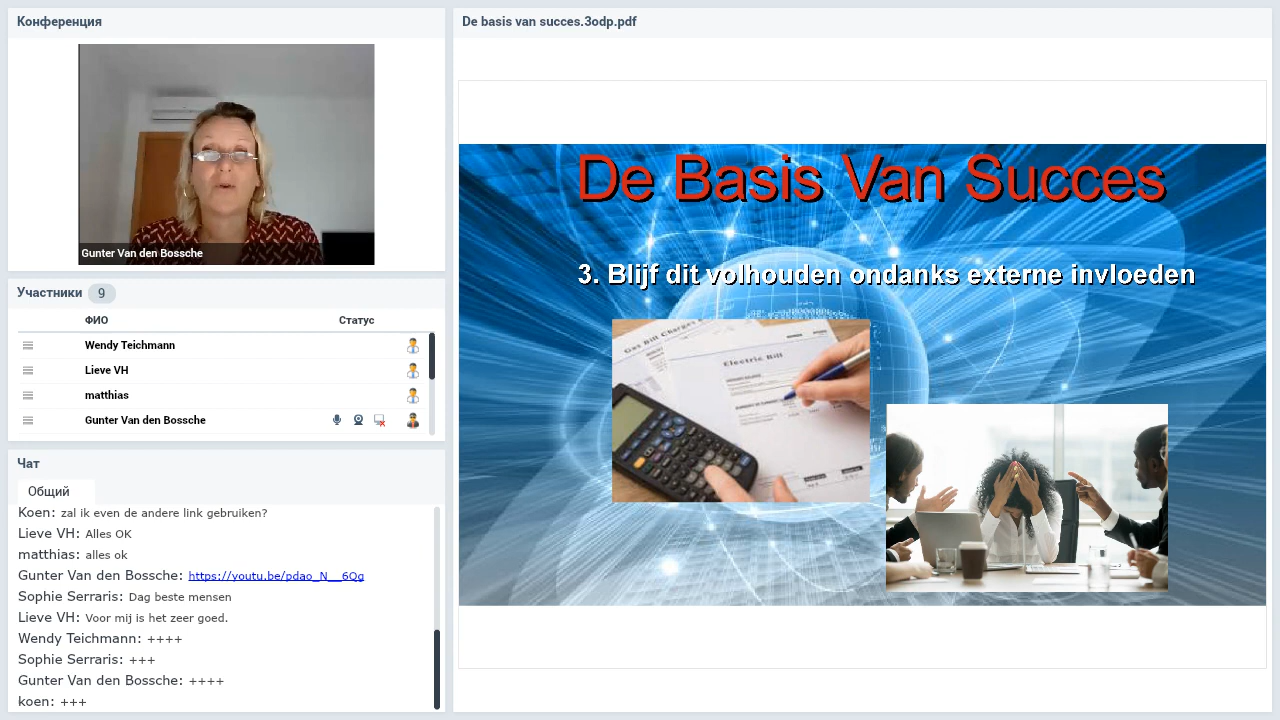 Конференция
Gunter Van den Bossche
Участники 9
ФИО Статус
Wendy Teichmann
Lieve VH
matthias
Gunter Van den Bossche
Чат
Общий
Koen: zal ik even de andere link gebruiken?
Lieve VH: Alles OK
matthias: alles ok
Gunter Van den Bossche: https://youtu.be/pdao_N__6Qg
Sophie Serraris: Dag beste mensen
Lieve VH: Voor mij is het zeer goed.
Wendy Teichmann: ++++
Sophie Serraris: +++
Gunter Van den Bossche: ++++
koen: +++
De basis van succes.3odp.pdf
De Basis Van Succes
3. Blijf dit volhouden ondanks externe invloeden
Gas Bill Charges
Electric Bill